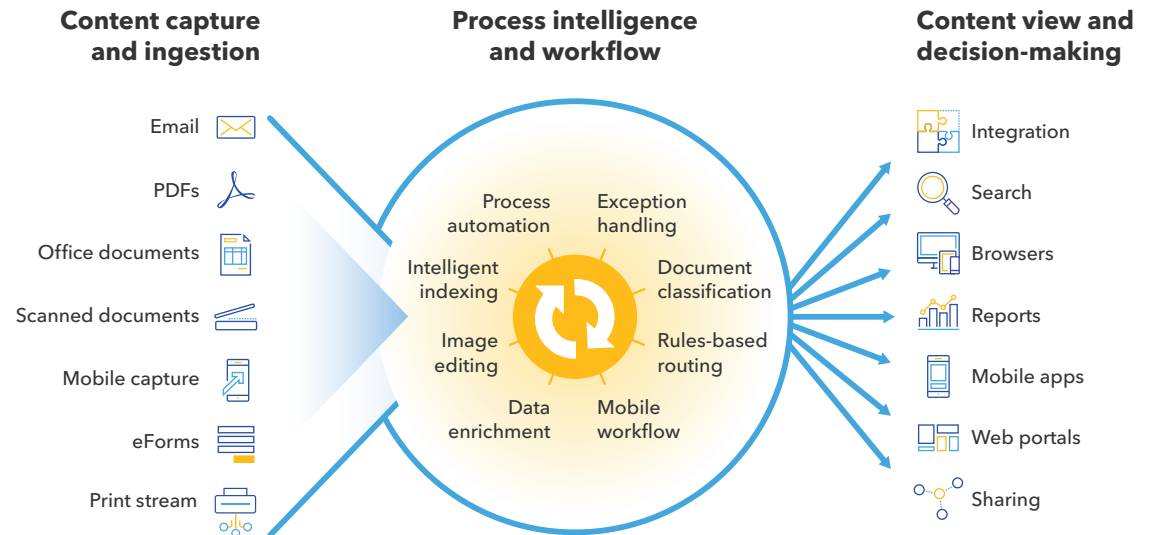 Content capture
and ingestion
Email
PDFs
Office documents
Scanned documents
Mobile capture
eForms
Print stream
Process intelligence
and workflow
Process
automation
Exception
handling
Intelligent
indexing
Document
classification
Image
editing
Rules-based
routing
Data
enrichment
Mobile
workflow
Content view and
decision-making
Integration
Search
Browsers
Reports
Mobile apps
Web portals
Sharing